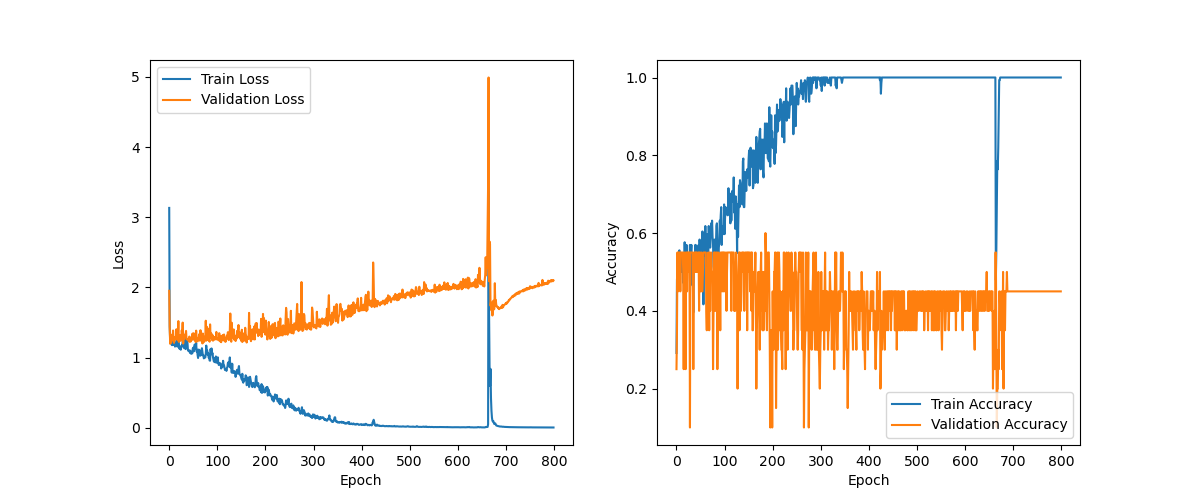 Train Loss
Validation Loss
5
4
3
2
1
0
Loss
0 100 200 300 400 500 600 700 800
Epoch
1.0
0.8
0.6
0.4
0.2
Accuracy
Train Accuracy
Validation Accuracy
0 100 200 300 400 500 600 700 800
Epoch